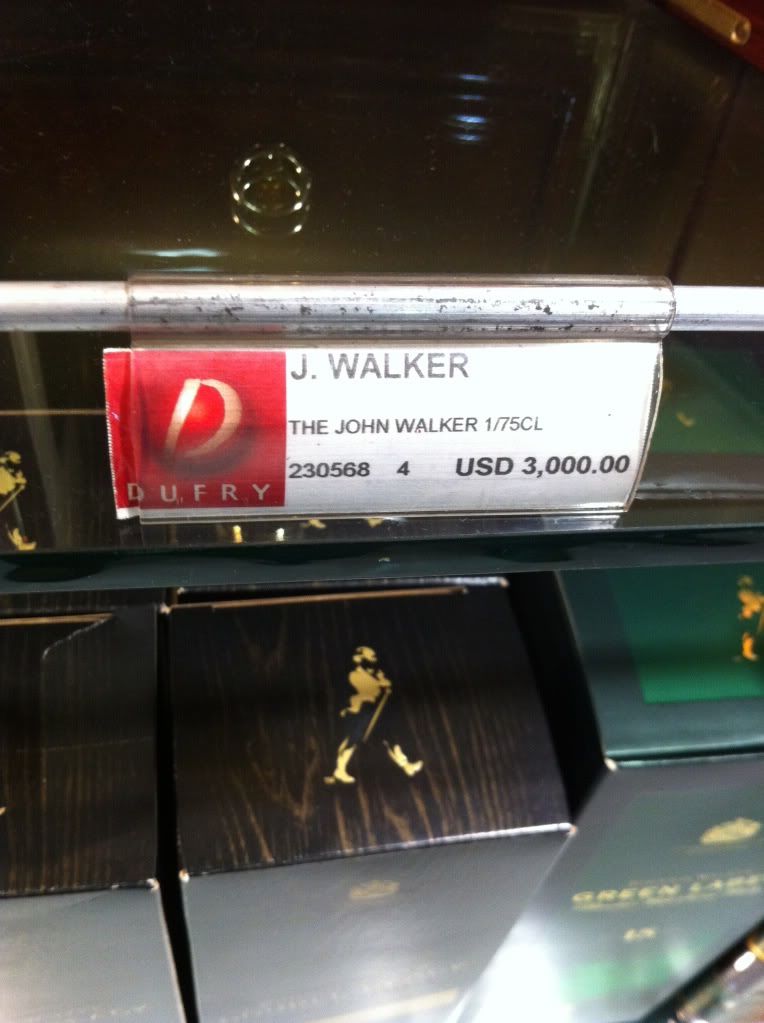 J. WALKER
THE JOHN WALKER 1/75CL
230568 4 USD 3,000.00
DUFRY
GREEN LABEL